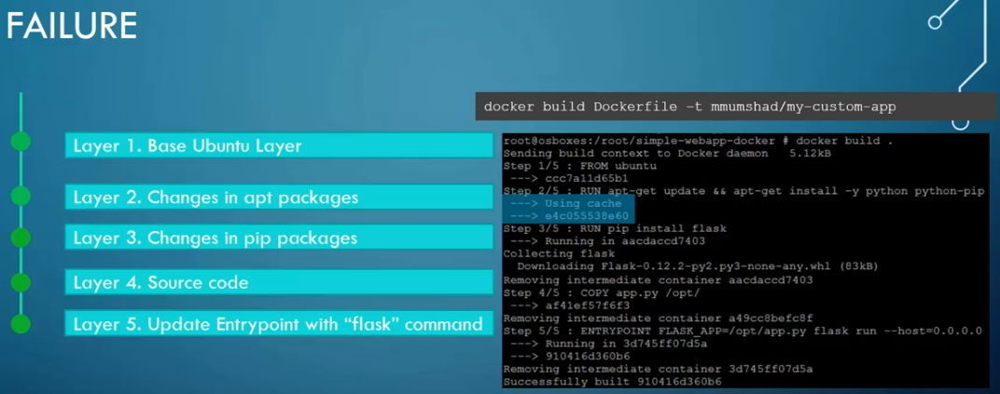 FAILURE
docker build Dockerfile -t mmumshad/my-custom-app
Layer 1. Base Ubuntu Layer
Layer 2. Changes in apt packages
Layer 3. Changes in pip packages
Layer 4. Source code
Layer 5. Update Entrypoint with “flask” command
root@osboxes:/root/simple-webapp-docker # docker build .
Sending build context to Docker daemon 5.12kB
Step 1/5 : FROM ubuntu
---> ccc7a11d65b1
Step 2/5 : RUN apt-get update && apt-get install -y python python-pip
---> Using cache
---> e4c055538e60
Step 3/5 : RUN pip install flask
---> Running in aacdaccd7403
Collecting flask
Downloading Flask-0.12.2-py2.py3-none-any.whl (83kB)
Removing intermediate container aacdaccd7403
Step 4/5 : COPY app.py /opt/
---> af41ef57f6f3
Removing intermediate container a49cc8befc8f
Step 5/5 : ENTRYPOINT FLASK_APP=/opt/app.py flask run --host=0.0.0.0
---> Running in 3d745ff07d5a
---> 910416d360b6
Removing intermediate container 3d745ff07d5a
Successfully built 910416d360b6